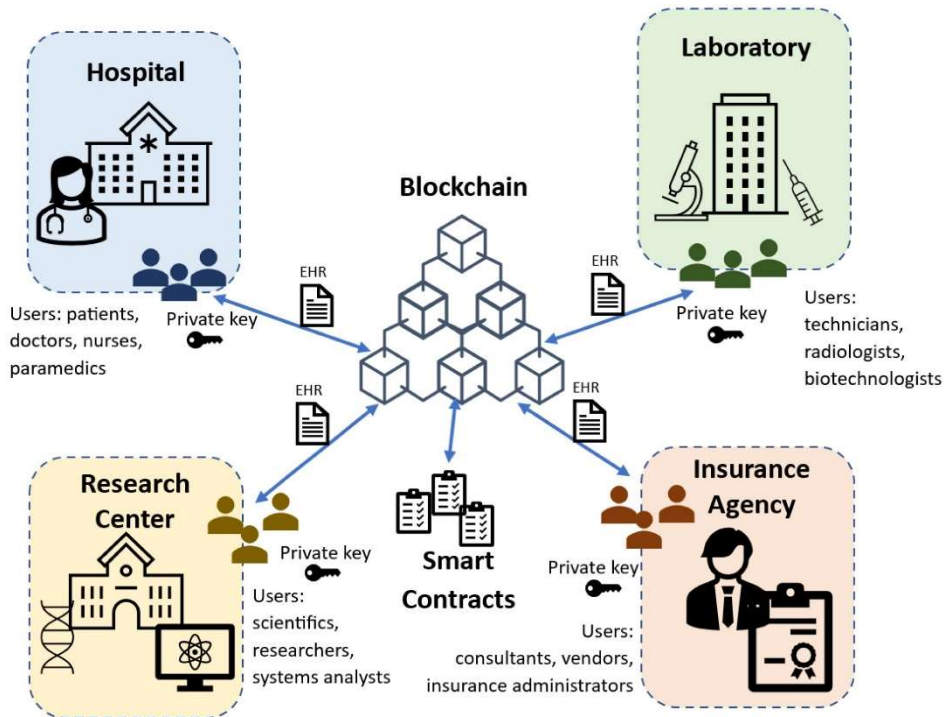 Hospital
Laboratory
Blockchain
EHR
EHR
Users: patients,
doctors, nurses,
paramedics
Private key
Private key
Users:
technicians,
radiologists,
biotechnologists
EHR
EHR
Research
Center
Private key
Users:
scientifics,
researchers,
systems analysts
Smart
Contracts
Insurance
Agency
Private key
Users:
consultants, vendors,
insurance administrators